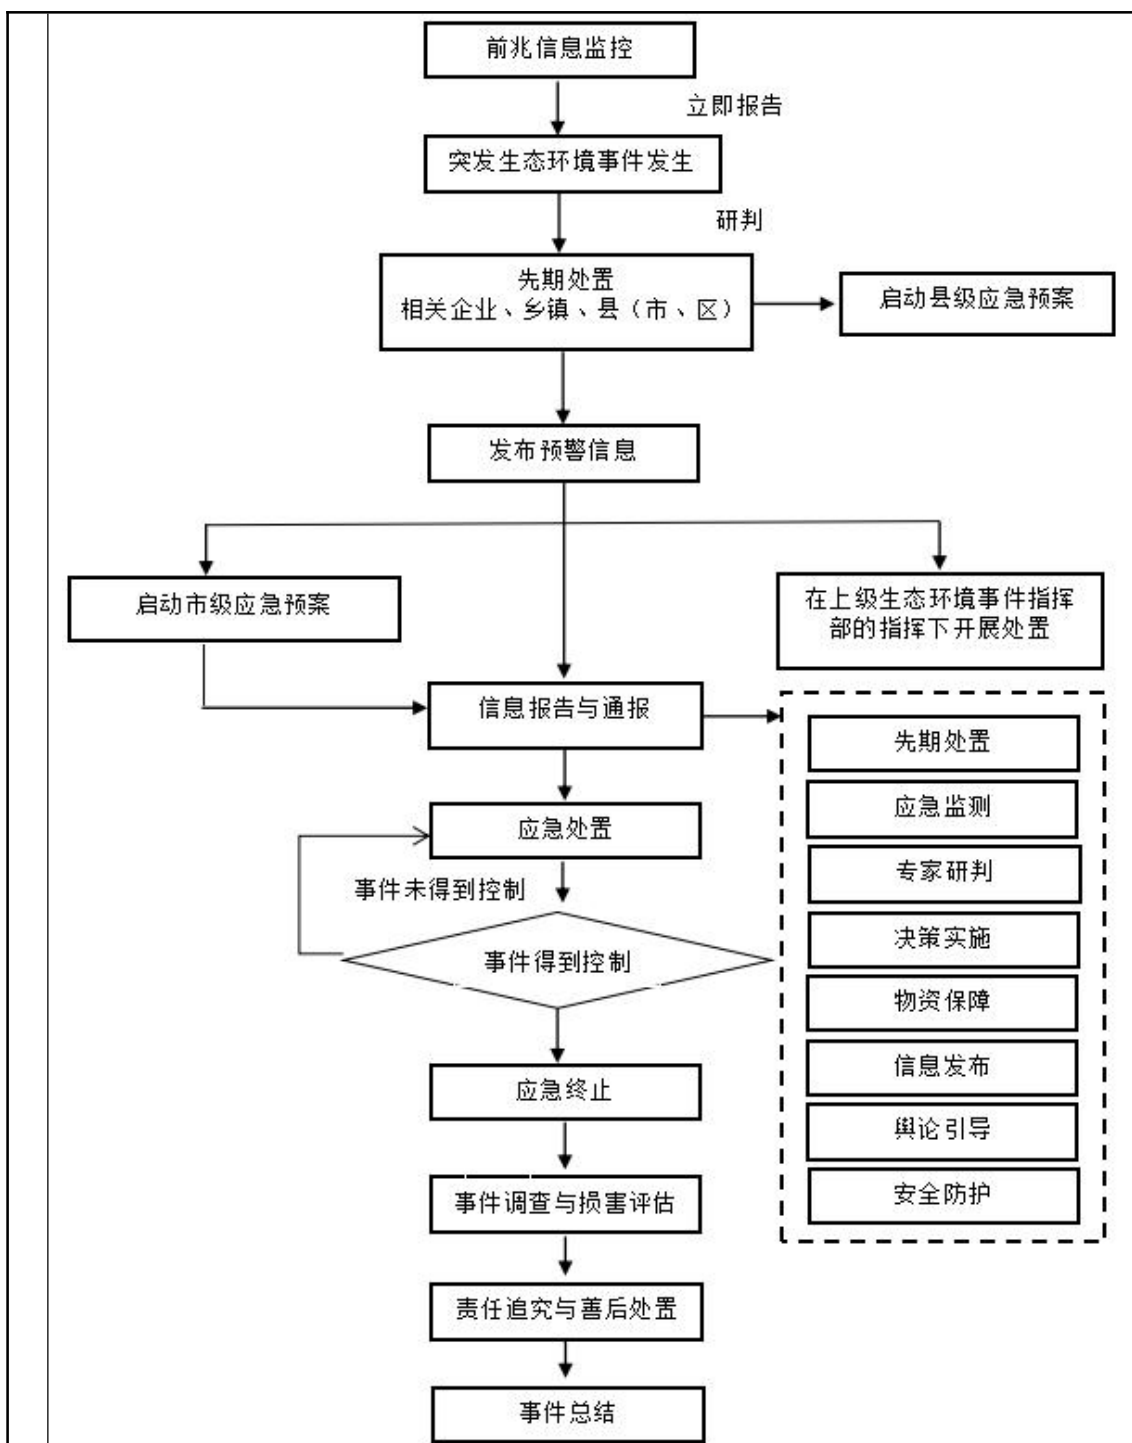 前兆信息监控
立即报告
突发生态环境事件发生
研判
先期处置
相关企业、乡镇、县（市、区）
启动县级应急预案
发布预警信息
启动市级应急预案
在上级生态环境事件指挥
部的指挥下开展处置
信息报告与通报
先期处置
应急监测
专家研判
决策实施
物资保障
信息发布
舆论引导
安全防护
应急处置
事件未得到控制
事件得到控制
应急终止
事件调查与损害评估
责任追究与善后处置
事件总结